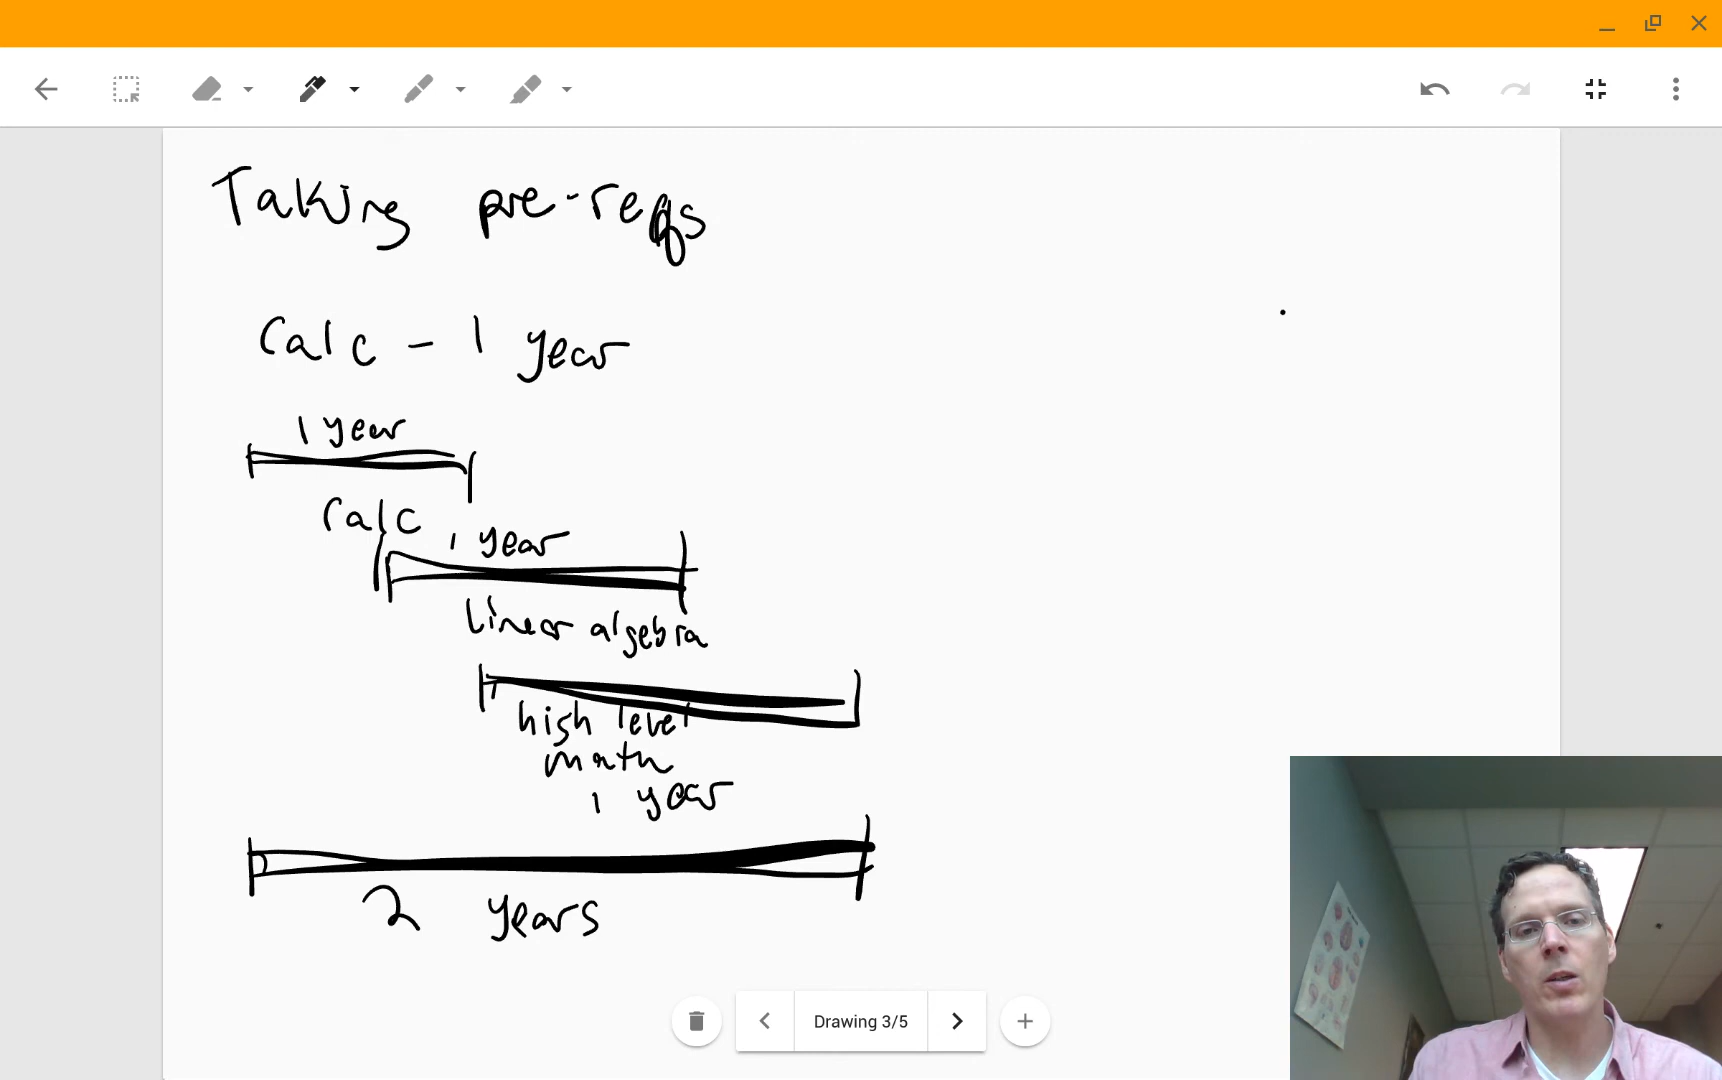 Taking pre-reqs
Calc - 1 year
1 year
Calc
1 year
linear algebra
high level
math
1 year
2 years
Drawing 3/5